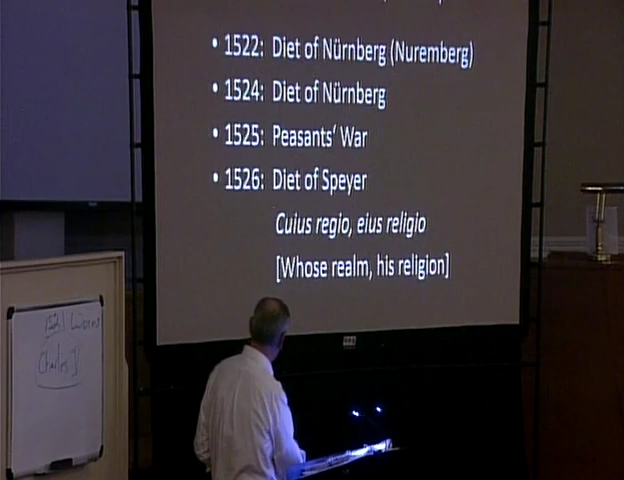 • 1522: Diet of Nürnberg (Nuremberg)
• 1524: Diet of Nürnberg
• 1525: Peasants' War
• 1526: Diet of Speyer
Cuius regio, eius religio
[Whose realm, his religion]
Charles